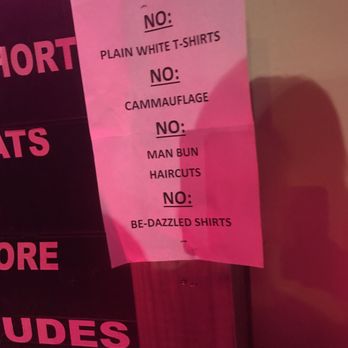 HORT
ATS
ORE
UDES
NO:
PLAIN WHITE T-SHIRTS
NO:
CAMMAUFLAGE
NO:
MAN BUN
HAIRCUTS
NO:
BE-DAZZLED SHIRTS